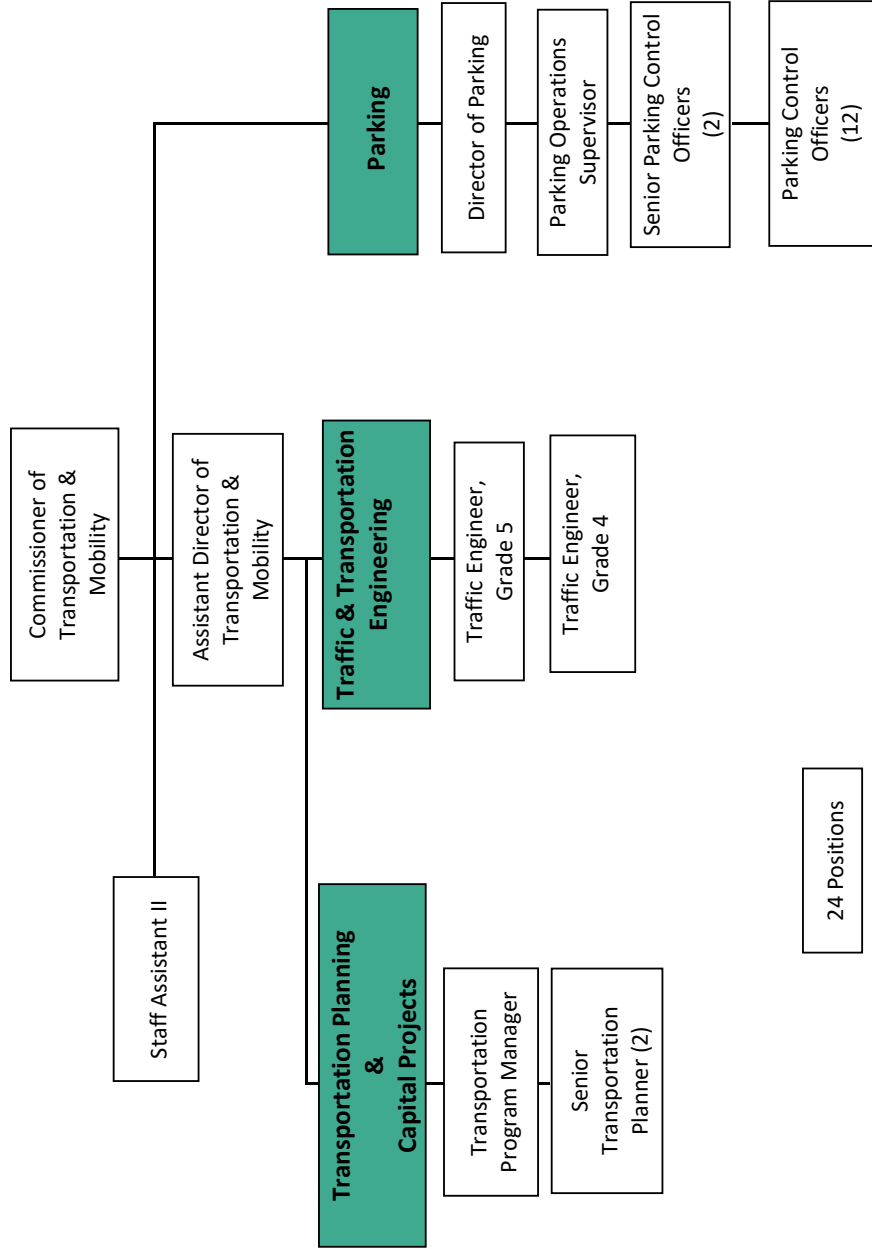 Commissioner of
Transportation &
Mobility
Staff Assistant II
Assistant Director of
Transportation &
Mobility
Transportation Planning
&
Capital Projects
Transportation
Program Manager
Senior
Transportation
Planner (2)
Traffic & Transportation
Engineering
Traffic Engineer,
Grade 5
Traffic Engineer,
Grade 4
Parking
Director of Parking
Parking Operations
Supervisor
Senior Parking Control
Officers
(2)
Parking Control
Officers
(12)
24 Positions